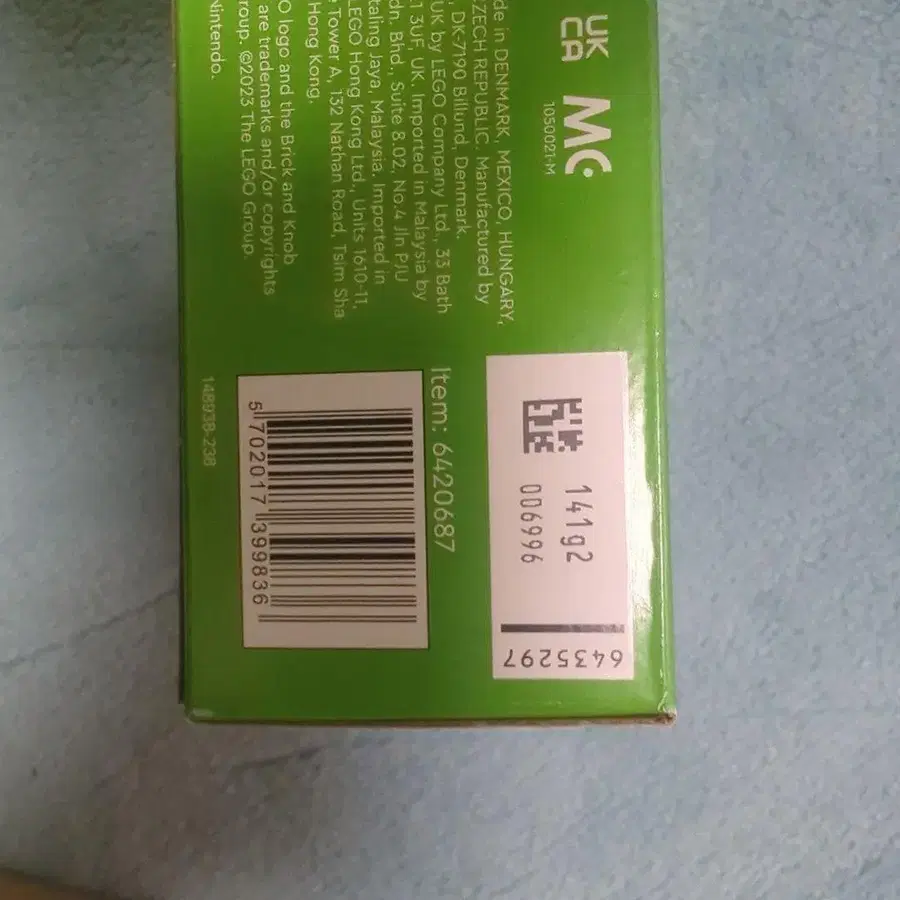 UK
CA
MC
1050021-M
de in DENMARK, MEXICO, HUNGARY,
ZECH REPUBLIC. Manufactured by
DK-7190 Billund, Denmark.
UK by LEGO Company Ltd., 33 Bath
1 3UF, UK. Imported in Malaysia by
dn. Bhd., Suite 8.02, No.4 Jln PJU
taling Jaya, Malaysia. Imported in
LEGO Hong Kong Ltd., Units 1610-11,
Tower A, 132 Nathan Road, Tsim Sha
Hong Kong.
O logo and the Brick and Knob
are trademarks and/or copyrights
roup. ©2023 The LEGO Group.
Nintendo.
141g2
006996
6435297
Item: 6420687
5 702017 399836
148938-238